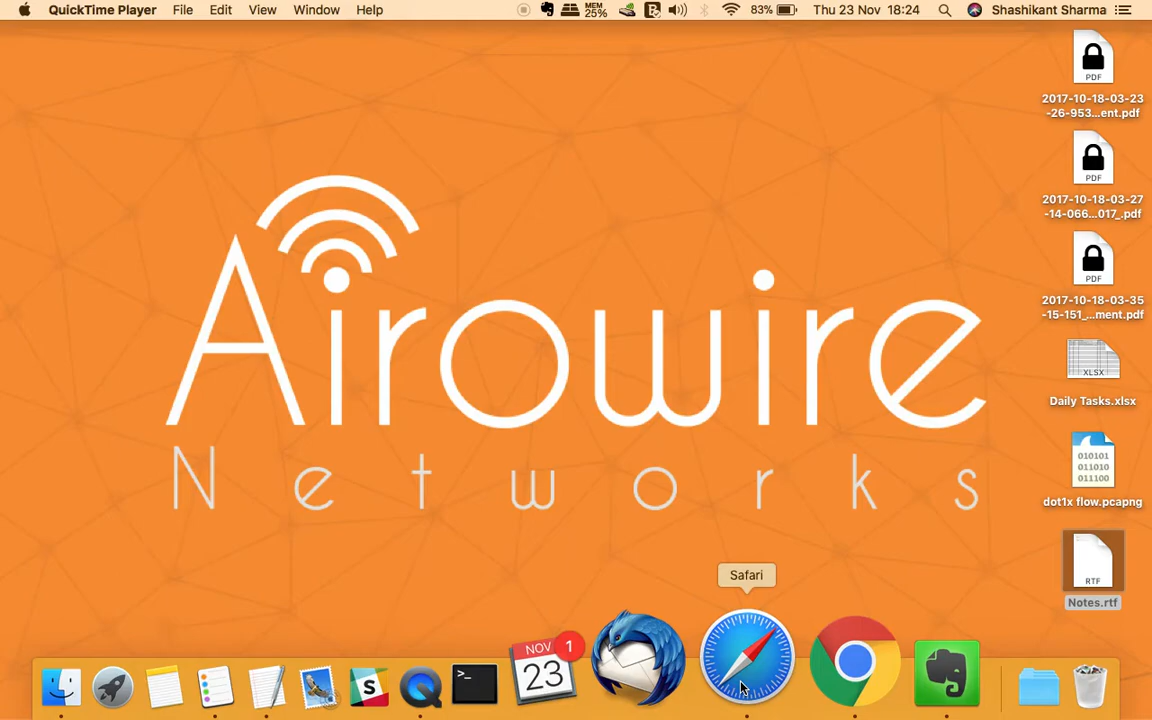 QuickTime Player File Edit View Window Help MEM 25% 83% Thu 23 Nov 18:24 Shashikant Sharma
PDF
2017-10-18-03-23
-26-953...ent.pdf
PDF
2017-10-18-03-27
-14-066...017_.pdf
PDF
2017-10-18-03-35
-15-151_...ment.pdf
XLSX
Daily Tasks.xlsx
010101
011010
011100
dot1x flow.pcapng
RTF
Notes.rtf
Airowire
Networks
Safari
NOV 1
23
S
>_